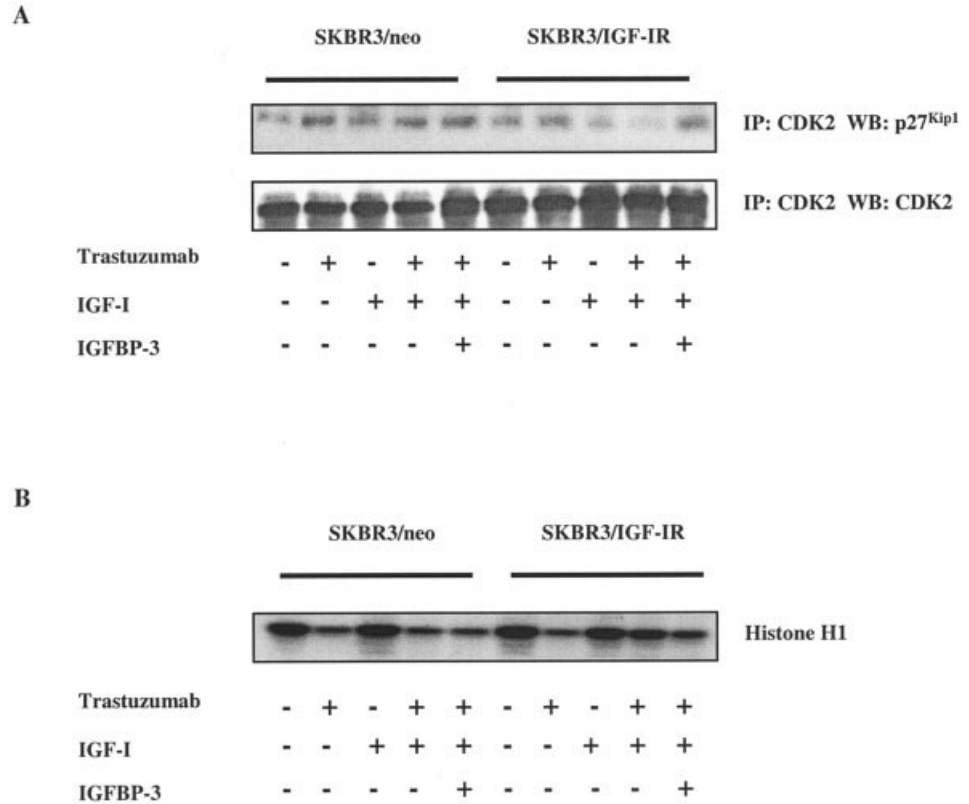 A
SKBR3/neo SKBR3/IGF-IR
IP: CDK2 WB: p27Kip1
IP: CDK2 WB: CDK2
Trastuzumab - + - + + - + - + +
IGF-I - - + + + - - + + +
IGFBP-3 - - - - + - - - - +
B
SKBR3/neo SKBR3/IGF-IR
Histone H1
Trastuzumab - + - + + - + - + +
IGF-I - - + + + - - + + +
IGFBP-3 - - - - + - - - - +